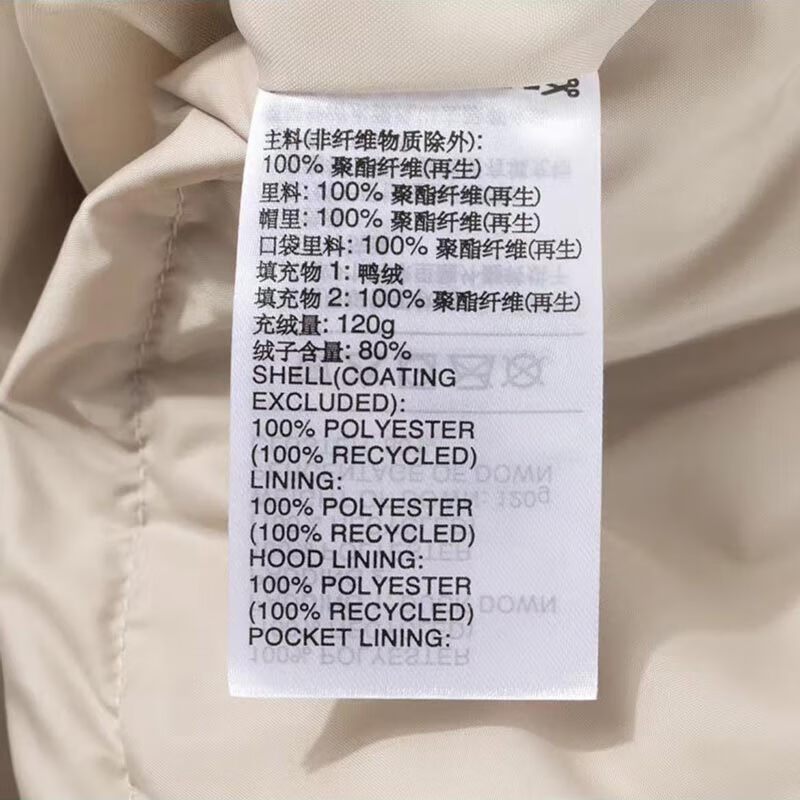 主料(非纤维物质除外):
100% 聚酯纤维(再生)
里料: 100% 聚酯纤维(再生)
帽里: 100% 聚酯纤维(再生)
口袋里料: 100% 聚酯纤维(再生)
填充物 1: 鸭绒
填充物 2: 100% 聚酯纤维(再生)
充绒量: 120g
绒子含量: 80%
SHELL(COATING
EXCLUDED):
100% POLYESTER
(100% RECYCLED)
LINING:
100% POLYESTER
(100% RECYCLED)
HOOD LINING:
100% POLYESTER
(100% RECYCLED)
POCKET LINING: